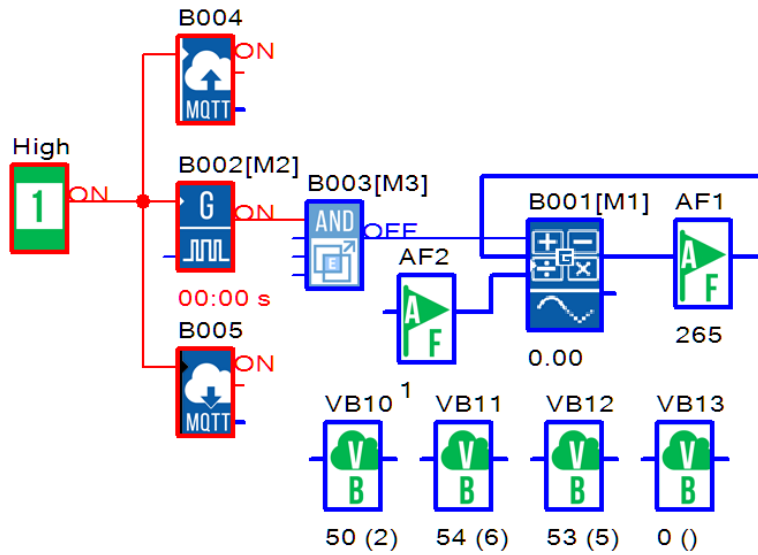 B004
ON
MQTT
High
1
ON
B002[M2]
G
ON
00:00 s
B003[M3]
AND
E
OFF
B001[M1]
G
0.00
AF1
A
F
265
AF2
A
F
1
B005
ON
MQTT
VB10
V
B
50 (2)
VB11
V
B
54 (6)
VB12
V
B
53 (5)
VB13
V
B
0 ()